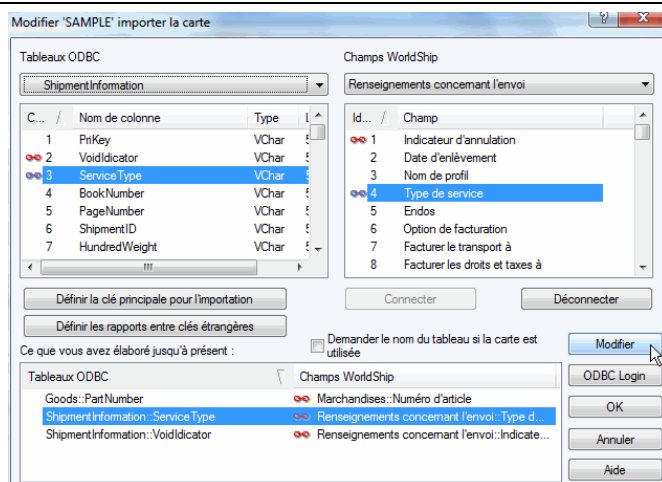 Modifier 'SAMPLE' importer la carte
Tableaux ODBC
Champs WorldShip
ShipmentInformation
Renseignements concernant l'envoi
C... / Nom de colonne Type L
Id... / Champ
1 PriKey VChar 5
2 VoidIdicator VChar 5
3 ServiceType VChar 5
4 BookNumber VChar 5
5 PageNumber VChar 5
6 ShipmentID VChar 5
7 HundredWeight VChar 5
1 Indicateur d'annulation
2 Date d'enlèvement
3 Nom de profil
4 Type de service
5 Endos
6 Option de facturation
7 Facturer le transport à
8 Facturer les droits et taxes à
Définir la clé principale pour l'importation
Connecter
Déconnecter
Définir les rapports entre clés étrangères
Demander le nom du tableau si la carte est
utilisée
Modifier
Ce que vous avez élaboré jusqu'à présent :
Tableaux ODBC Champs WorldShip
ODBC Login
Goods::PartNumber Marchandises::Numéro d'article
ShipmentInformation::ServiceType Renseignements concernant l'envoi::Type d...
ShipmentInformation::VoidIdicator Renseignements concernant l'envoi::Indicate...
OK
Annuler
Aide